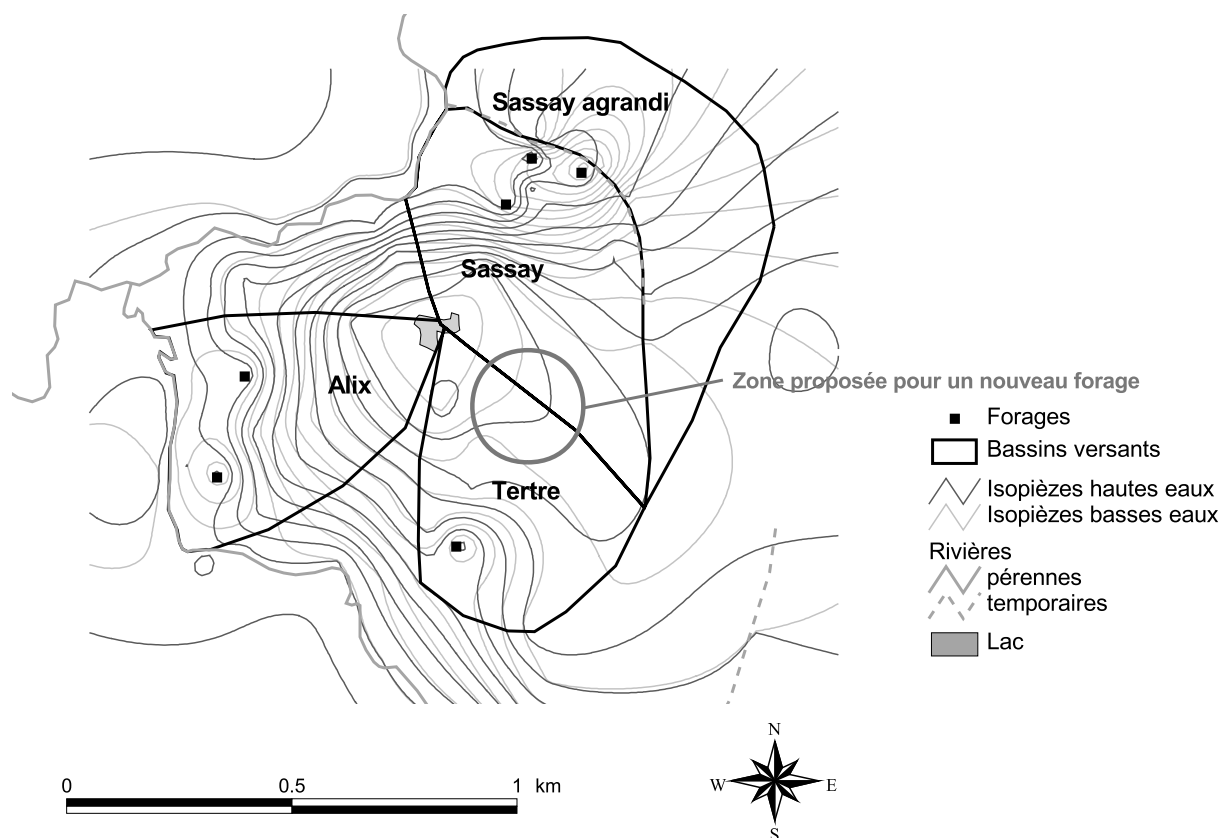 Sassay agrandi
Sassay
Alix
Zone proposée pour un nouveau forage
Forages
Bassins versants
Tertre
Isopièzes hautes eaux
Isopièzes basses eaux
Rivières
pérennes
temporaires
Lac
N
W E
S
0 0.5 1 km